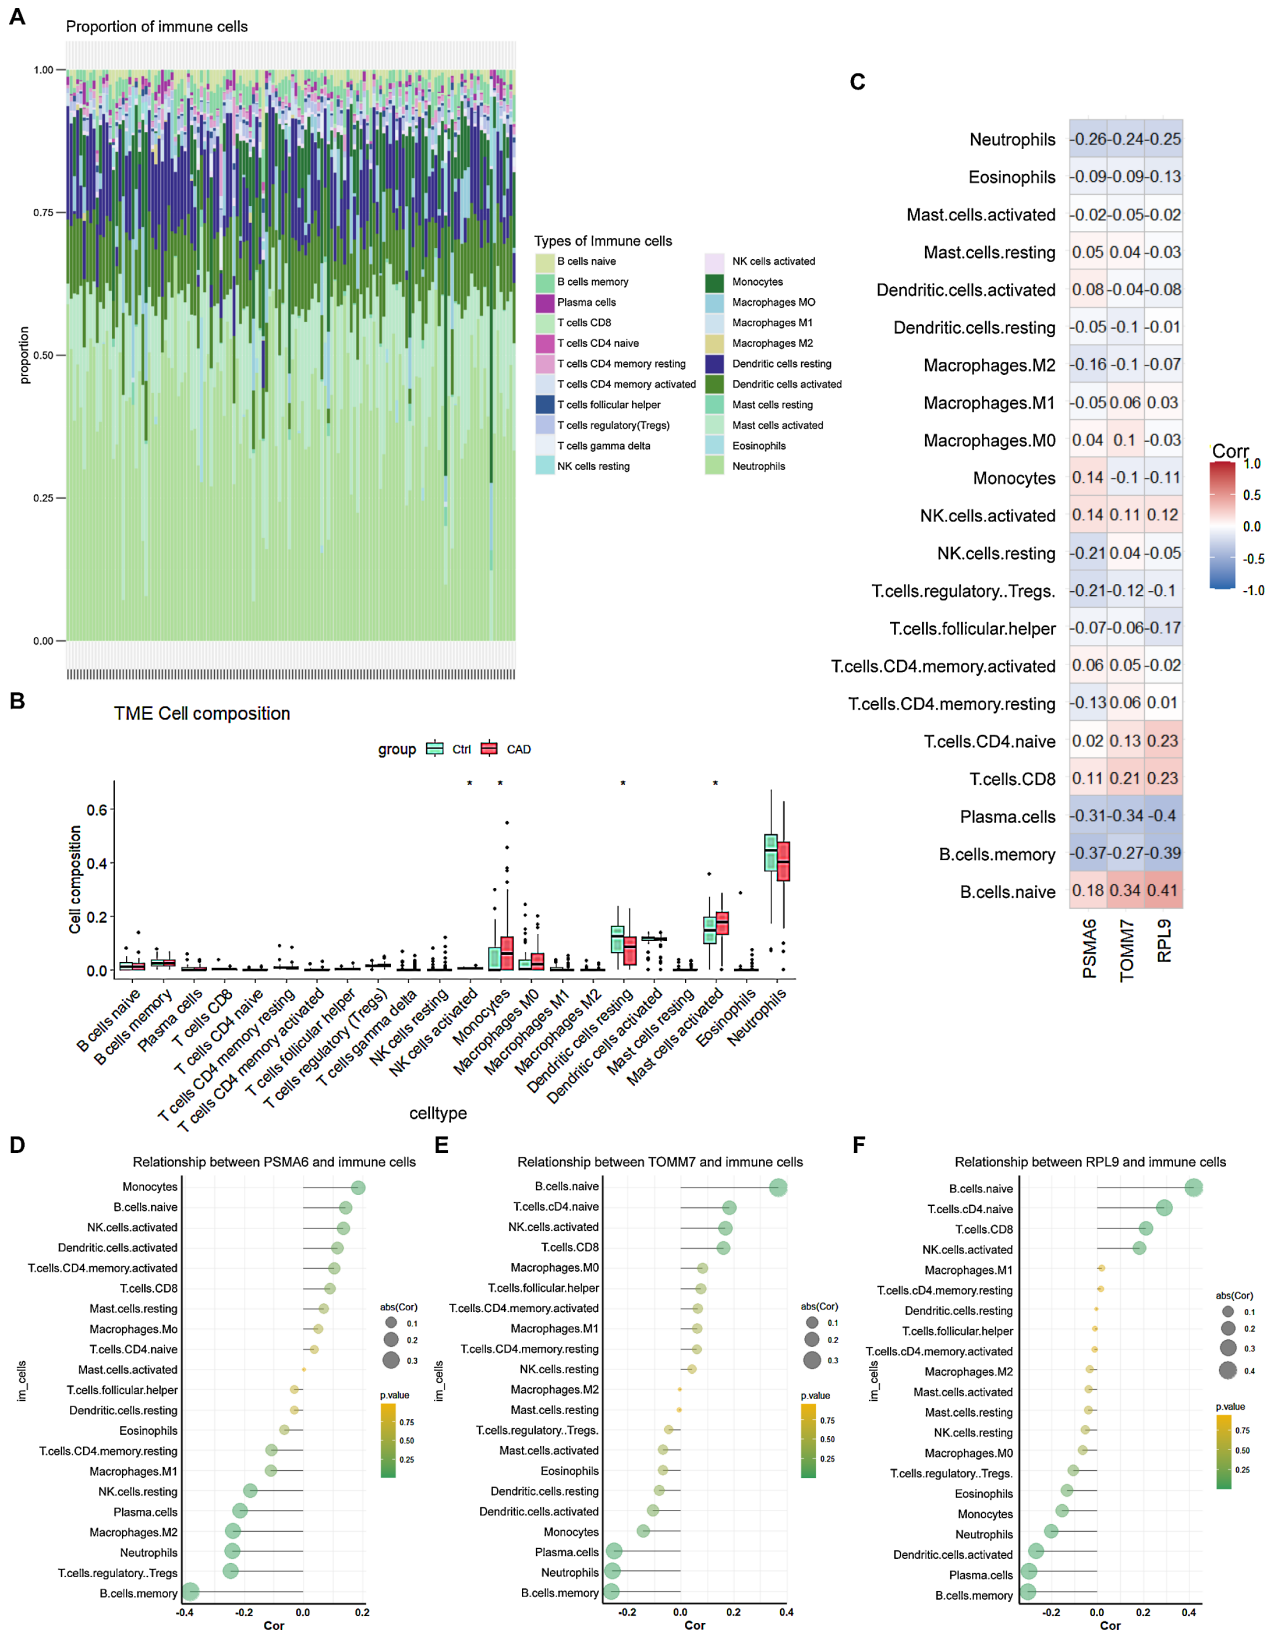 A
Proportion of immune cells
1.00
0.75
0.50
0.25
0.00
proportion
Types of Immune cells
B cells naive
B cells memory
Plasma cells
T cells CD8
T cells CD4 naive
T cells CD4 memory resting
T cells CD4 memory activated
T cells follicular helper
T cells regulatory(Tregs)
T cells gamma delta
NK cells resting
NK cells activated
Monocytes
Macrophages MO
Macrophages M1
Macrophages M2
Dendritic cells resting
Dendritic cells activated
Mast cells resting
Mast cells activated
Eosinophils
Neutrophils
B
TME Cell composition
group Ctrl CAD
* * * *
0.6
0.4
0.2
0.0
Cell composition
B cells naive
B cells memory
Plasma cells
T cells CD8
T cells CD4 naive
T cells CD4 memory resting
T cells CD4 memory activated
T cells follicular helper
T cells regulatory (Tregs)
T cells gamma delta
NK cells resting
NK cells activated
Monocytes
Macrophages M0
Macrophages M1
Macrophages M2
Dendritic cells resting
Dendritic cells activated
Mast cells resting
Mast cells activated
Eosinophils
Neutrophils
celltype
C
Neutrophils -0.26 -0.24 -0.25
Eosinophils -0.09 -0.09 -0.13
Mast.cells.activated -0.02 -0.05 -0.02
Mast.cells.resting 0.05 0.04 -0.03
Dendritic.cells.activated 0.08 -0.04 -0.08
Dendritic.cells.resting -0.05 -0.1 -0.01
Macrophages.M2 -0.16 -0.1 -0.07
Macrophages.M1 -0.05 0.06 0.03
Macrophages.M0 0.04 0.1 -0.03
Monocytes 0.14 -0.1 -0.11
NK.cells.activated 0.14 0.11 0.12
NK.cells.resting -0.21 0.04 -0.05
T.cells.regulatory..Tregs. -0.21 -0.12 -0.1
T.cells.follicular.helper -0.07 -0.06 -0.17
T.cells.CD4.memory.activated 0.06 0.05 -0.02
T.cells.CD4.memory.resting -0.13 0.06 0.01
T.cells.CD4.naive 0.02 0.13 0.23
T.cells.CD8 0.11 0.21 0.23
Plasma.cells -0.31 -0.34 -0.4
B.cells.memory -0.37 -0.27 -0.39
B.cells.naive 0.18 0.34 0.41
PSMA6 TOMM7 RPL9
Corr
1.0
0.5
0.0
-0.5
-1.0
D
Relationship between PSMA6 and immune cells
Monocytes
B.cells.naive
NK.cells.activated
Dendritic.cells.activated
T.cells.CD4.memory.activated
T.cells.CD8
Mast.cells.resting
Macrophages.Mo
T.cells.CD4.naive
Mast.cells.activated
T.cells.follicular.helper
Dendritic.cells.resting
Eosinophils
T.cells.CD4.memory.resting
Macrophages.M1
NK.cells.resting
Plasma.cells
Macrophages.M2
Neutrophils
T.cells.regulatory..Tregs
B.cells.memory
im_cells
-0.4 -0.2 0.0 0.2
Cor
abs(Cor)
0.1
0.2
0.3
p.value
0.75
0.50
0.25
E
Relationship between TOMM7 and immune cells
B.cells.naive
T.cells.cD4.naive
NK.cells.activated
T.cells.CD8
Macrophages.M0
T.cells.follicular.helper
T.cells.CD4.memory.activated
Macrophages.M1
T.cells.CD4.memory.resting
NK.cells.resting
Macrophages.M2
Mast.cells.resting
T.cells.regulatory..Tregs.
Mast.cells.activated
Eosinophils
Dendritic.cells.resting
Dendritic.cells.activated
Monocytes
Plasma.cells
Neutrophils
B.cells.memory
im_cells
-0.2 0.0 0.2 0.4
Cor
abs(Cor)
0.1
0.2
0.3
p.value
0.75
0.50
0.25
F
Relationship between RPL9 and immune cells
B.cells.naive
T.cells.cD4.naive
T.cells.CD8
NK.cells.activated
Macrophages.M1
T.cells.cD4.memory.resting
Dendritic.cells.resting
T.cells.follicular.helper
T.cells.cD4.memory.activated
Macrophages.M2
Mast.cells.activated
Mast.cells.resting
NK.cells.resting
Macrophages.M0
T.cells.regulatory..Tregs.
Eosinophils
Monocytes
Neutrophils
Dendritic.cells.activated
Plasma.cells
B.cells.memory
im_cells
-0.2 0.0 0.2 0.4
Cor
abs(Cor)
0.1
0.2
0.3
0.4
p.value
0.75
0.50
0.25